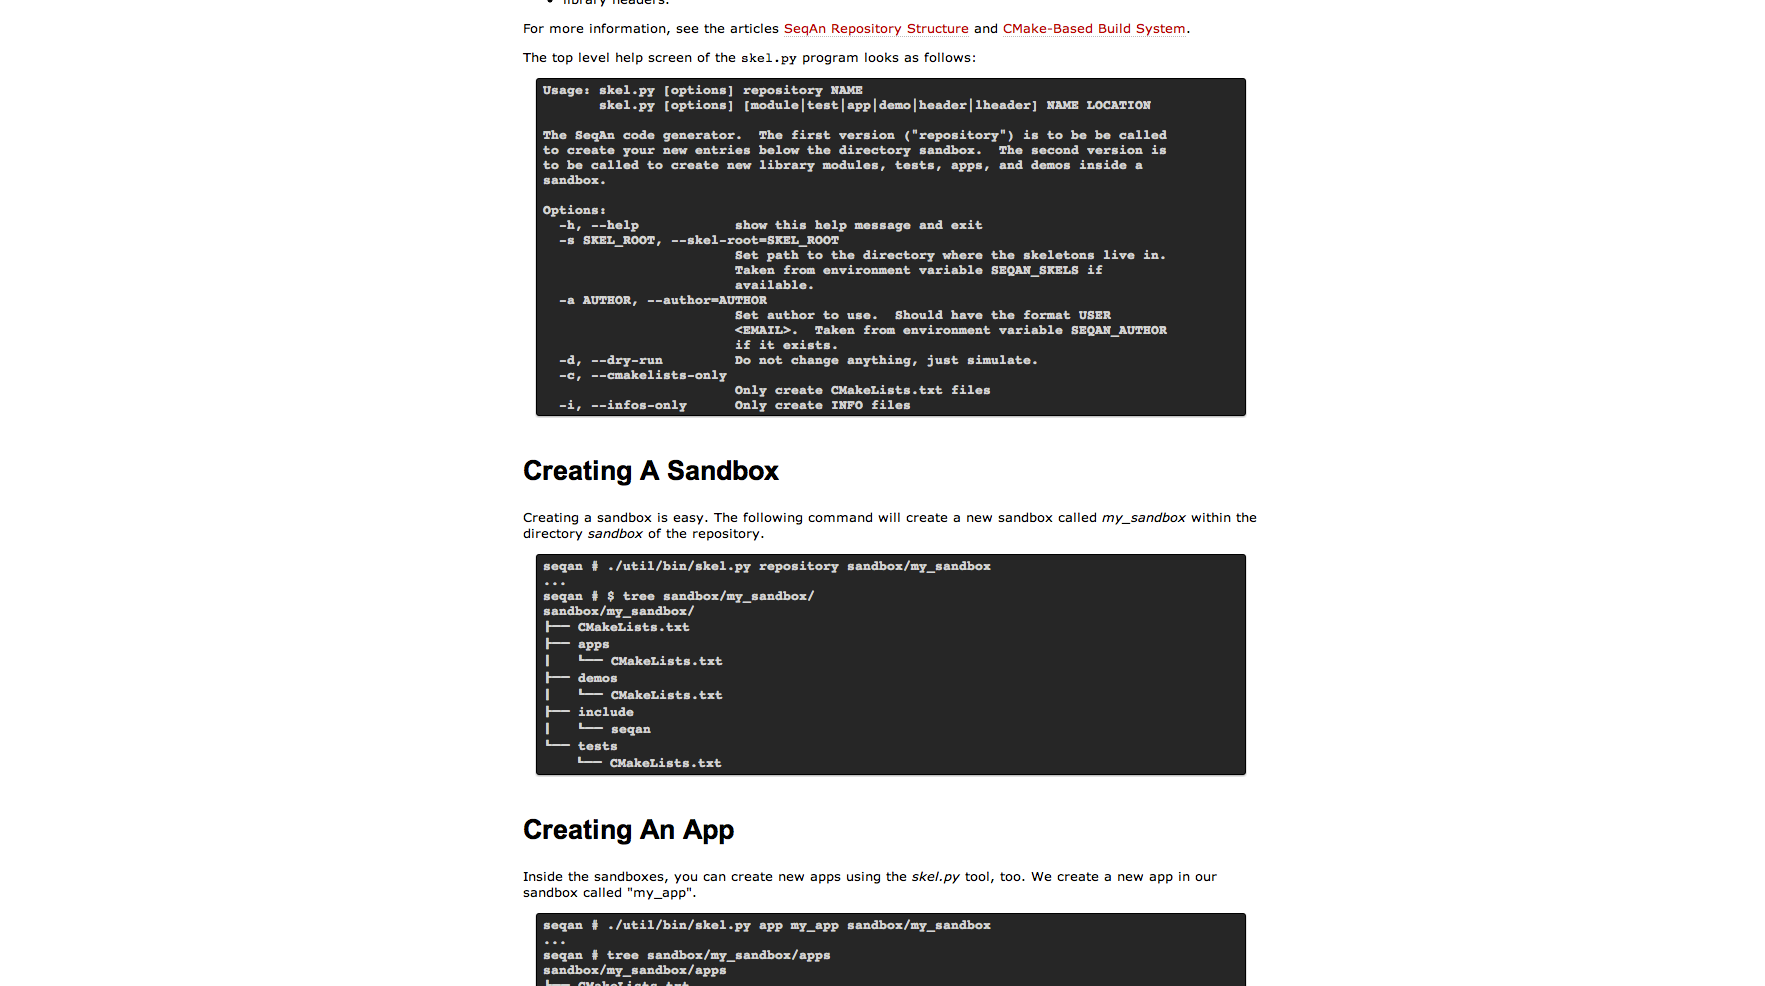 library headers.
For more information, see the articles SeqAn Repository Structure and CMake-Based Build System.
The top level help screen of the skel.py program looks as follows:
Usage: skel.py [options] repository NAME
       skel.py [options] [module|test|app|demo|header|lheader] NAME LOCATION
The SeqAn code generator.  The first version ("repository") is to be be called
to create your new entries below the directory sandbox.  The second version is
to be called to create new library modules, tests, apps, and demos inside a
sandbox.
Options:
  -h, --help            show this help message and exit
  -s SKEL_ROOT, --skel-root=SKEL_ROOT
                        Set path to the directory where the skeletons live in.
                        Taken from environment variable SEQAN_SKELS if
                        available.
  -a AUTHOR, --author=AUTHOR
                        Set author to use.  Should have the format USER
                        <EMAIL>.  Taken from environment variable SEQAN_AUTHOR
                        if it exists.
  -d, --dry-run         Do not change anything, just simulate.
  -c, --cmakelists-only
                        Only create CMakeLists.txt files
  -i, --infos-only      Only create INFO files
Creating A Sandbox
Creating a sandbox is easy. The following command will create a new sandbox called my_sandbox within the
directory sandbox of the repository.
seqan # ./util/bin/skel.py repository sandbox/my_sandbox
...
seqan # $ tree sandbox/my_sandbox/
sandbox/my_sandbox/
├── CMakeLists.txt
├── apps
│   └── CMakeLists.txt
├── demos
│   └── CMakeLists.txt
├── include
│   └── seqan
└── tests
    └── CMakeLists.txt
Creating An App
Inside the sandboxes, you can create new apps using the skel.py tool, too. We create a new app in our
sandbox called "my_app".
seqan # ./util/bin/skel.py app my_app sandbox/my_sandbox
...
seqan # tree sandbox/my_sandbox/apps
sandbox/my_sandbox/apps
├── CMakeLists.txt